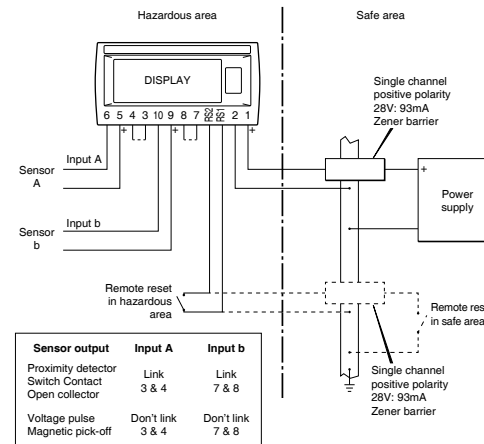 Hazardous area
Safe area
DISPLAY
6 5 4 3 10 9 8 7 RS2 RS1 2 1
+ + +
Single channel
positive polarity
28V: 93mA
Zener barrier
Input A
Sensor
A
Input b
Sensor
b
+
Power
supply
Remote reset
in hazardous
area
Remote res
in safe area
Single channel
positive polarity
28V: 93mA
Zener barrier
Sensor output Input A Input b
Proximity detector
Switch Contact
Open collector
Link
3 & 4
Link
7 & 8
Voltage pulse
Magnetic pick-off
Don't link
3 & 4
Don't link
7 & 8